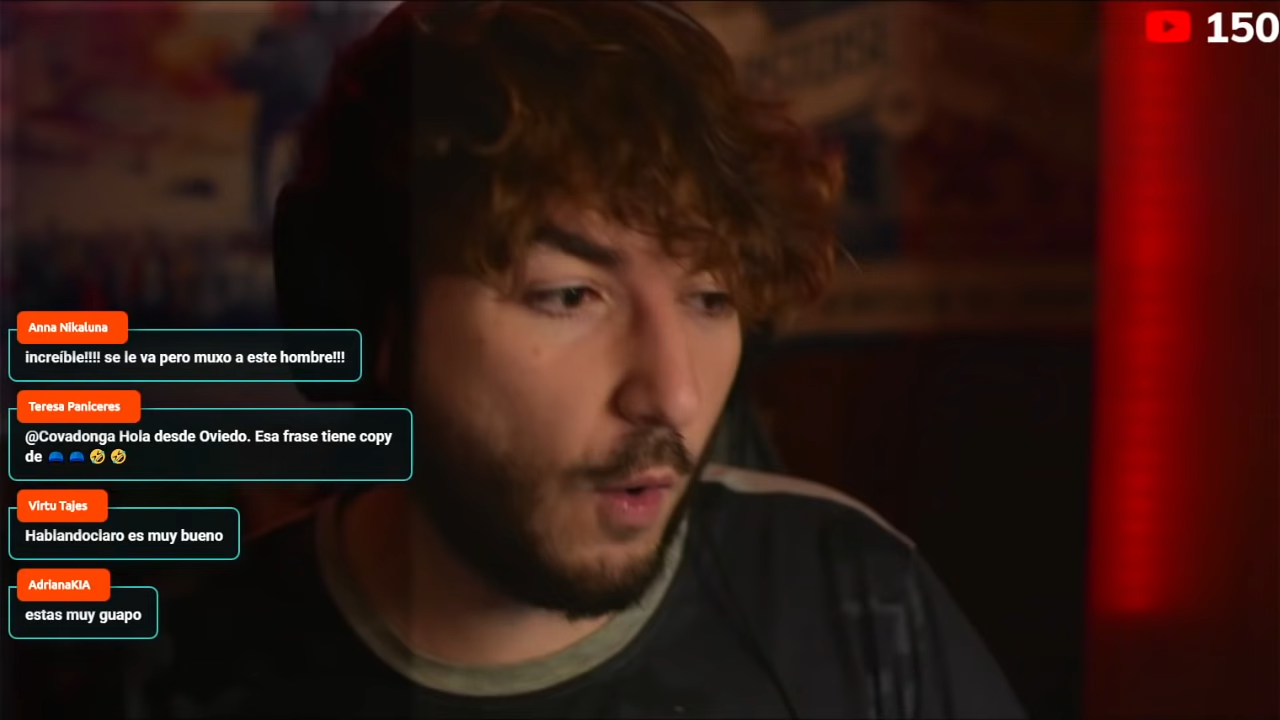 150
Anna Nikaluna
increíble!!!! se le va pero muxo a este hombre!!!
Teresa Paniceres
@Covadonga Hola desde Oviedo. Esa frase tiene copy
de 🧢 🧢 🤣 🤣
Virtu Tajes
Hablandoclaro es muy bueno
AdrianaKIA
estas muy guapo